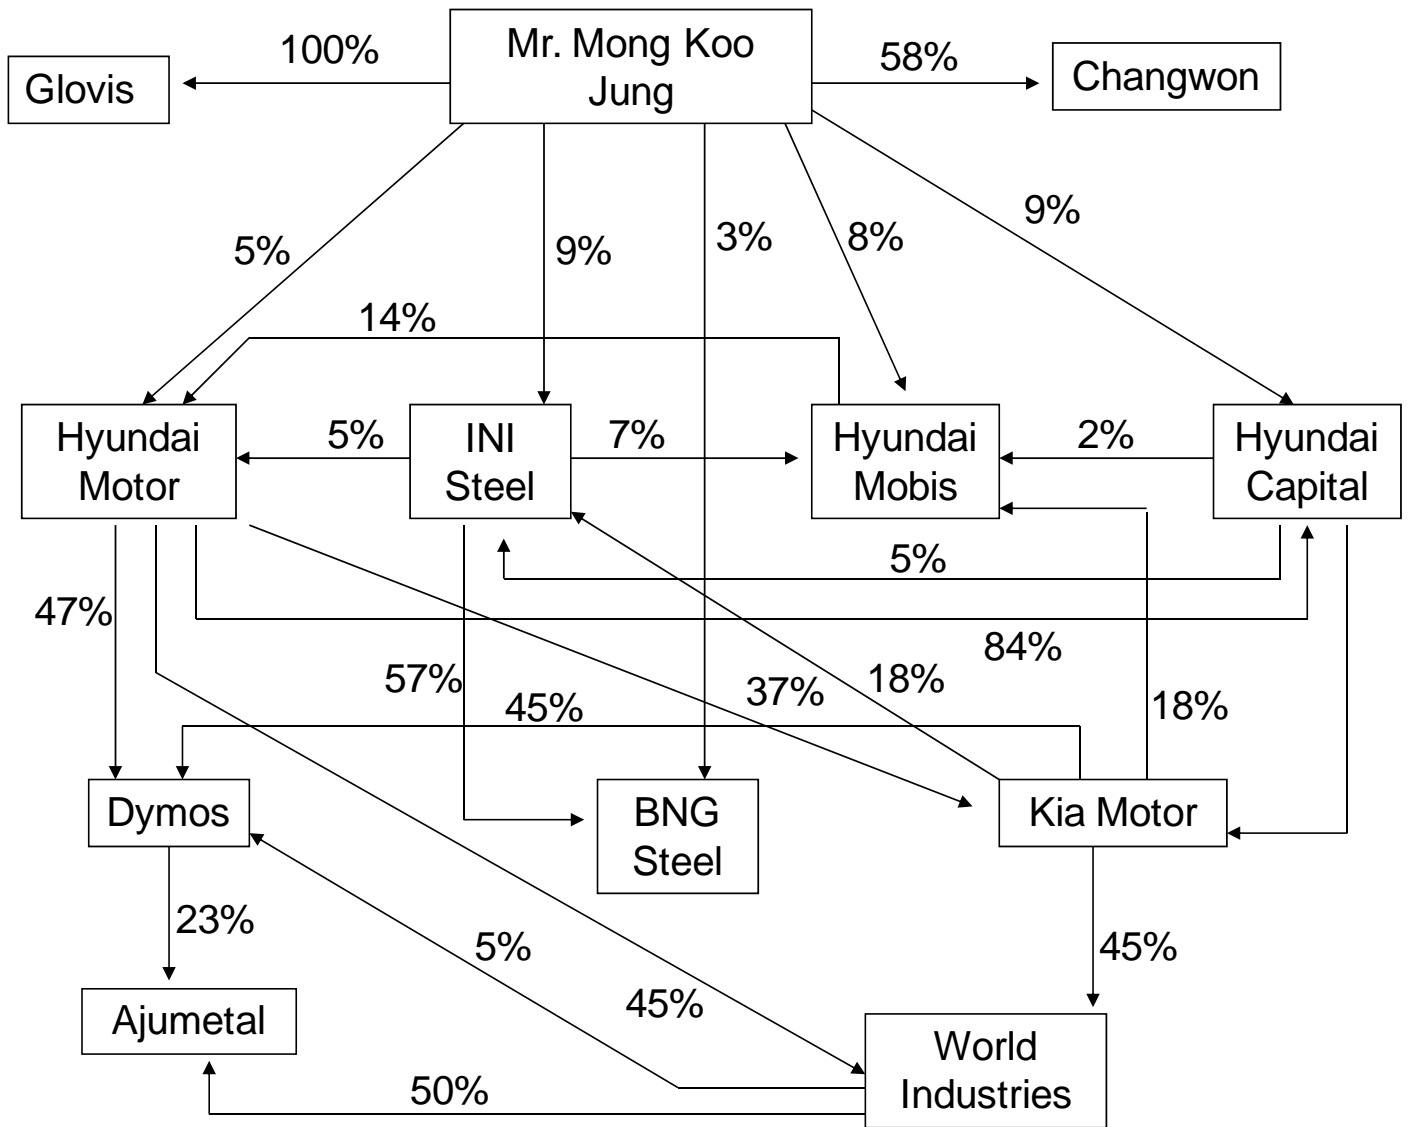 Mr. Mong Koo
Jung
100%
58%
Glovis
Changwon
5%
9%
3%
8%
9%
14%
Hyundai
Motor
5%
INI
Steel
7%
Hyundai
Mobis
2%
Hyundai
Capital
5%
47%
84%
57%
37%
18%
45%
18%
Dymos
BNG
Steel
Kia Motor
23%
5%
45%
45%
Ajumetal
World
Industries
50%